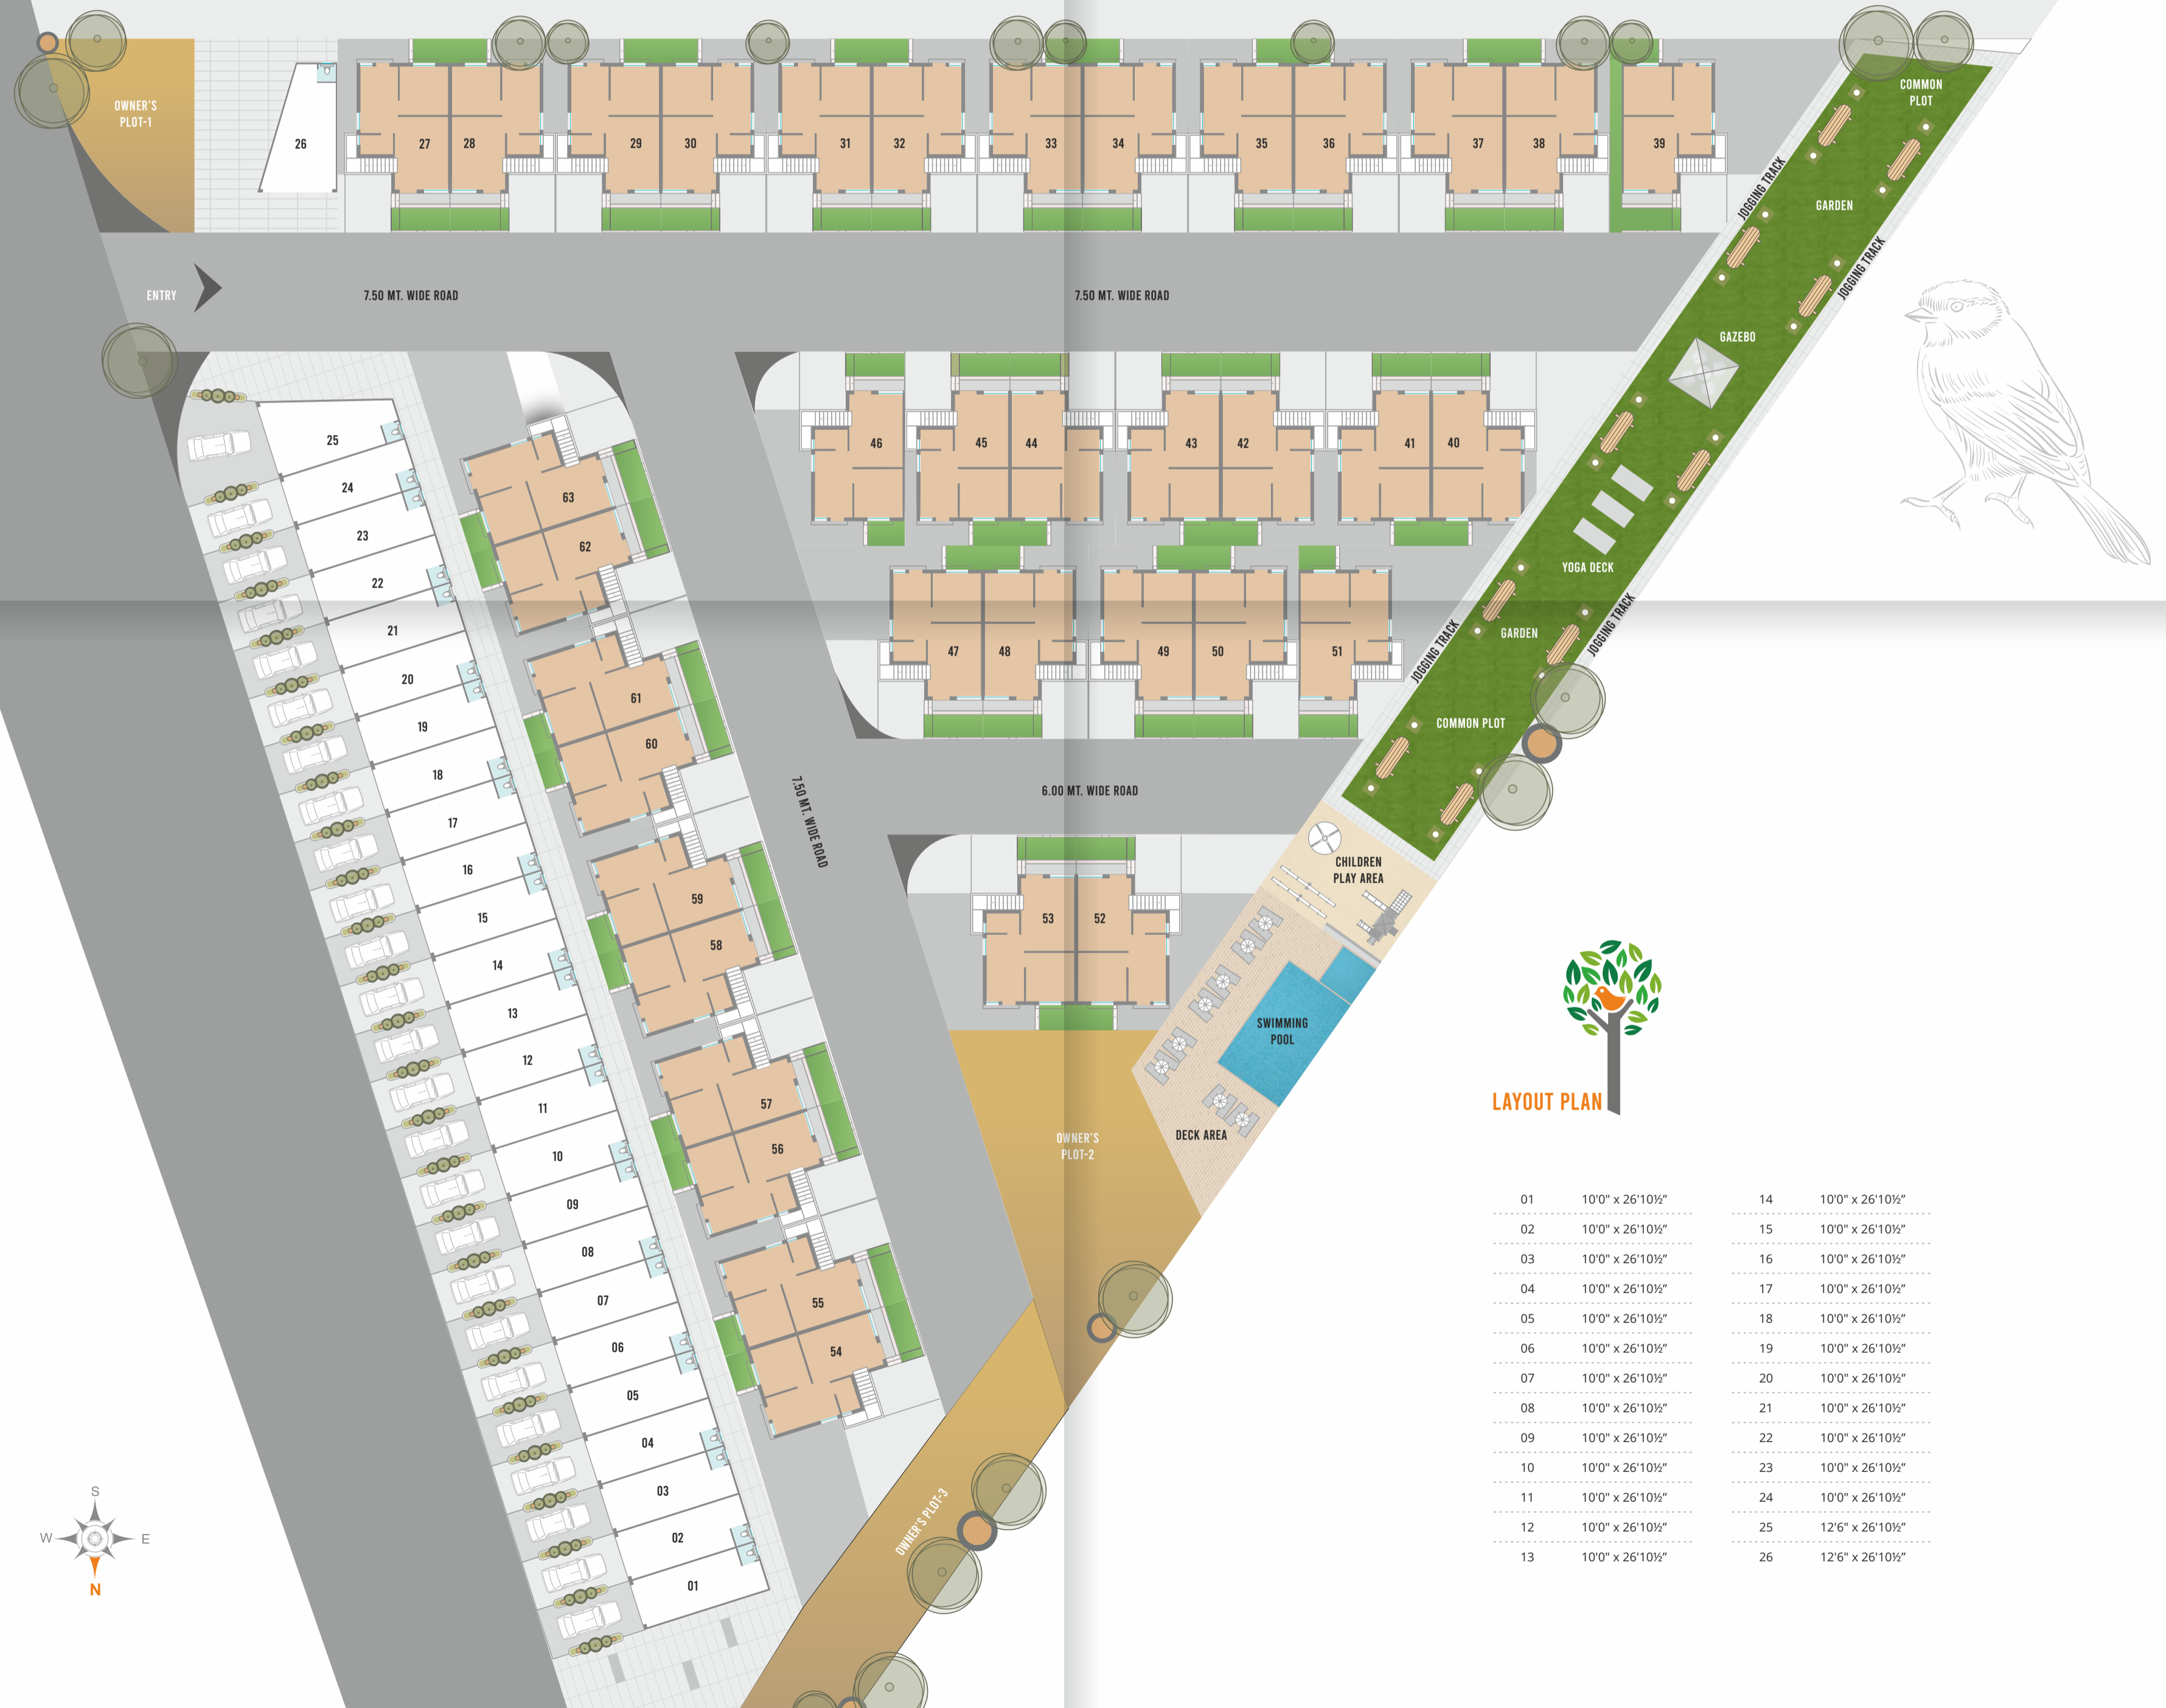 COMMON
PLOT
OWNER'S
PLOT-1
26
27
28
29
30
31
32
33
34
35
36
37
38
39
JOGGING TRACK
GARDEN
JOGGING TRACK
ENTRY
7.50 MT. WIDE ROAD
7.50 MT. WIDE ROAD
GAZEBO
25
24
23
22
21
20
19
18
17
16
15
14
13
12
11
10
09
08
07
06
05
04
03
02
01
63
62
61
60
59
58
57
56
55
54
46
45
44
43
42
41
40
47
48
49
50
51
YOGA DECK
GARDEN
JOGGING TRACK
JOGGING TRACK
COMMON PLOT
7.50 MT. WIDE ROAD
6.00 MT. WIDE ROAD
53
52
CHILDREN
PLAY AREA
SWIMMING
POOL
DECK AREA
OWNER'S
PLOT-2
OWNER'S PLOT-3
LAYOUT PLAN
01 10'0" x 26'10½”
02 10'0" x 26'10½”
03 10'0" x 26'10½”
04 10'0" x 26'10½”
05 10'0" x 26'10½”
06 10'0" x 26'10½”
07 10'0" x 26'10½”
08 10'0" x 26'10½”
09 10'0" x 26'10½”
10 10'0" x 26'10½”
11 10'0" x 26'10½”
12 10'0" x 26'10½”
13 10'0" x 26'10½”
14 10'0" x 26'10½”
15 10'0" x 26'10½”
16 10'0" x 26'10½”
17 10'0" x 26'10½”
18 10'0" x 26'10½”
19 10'0" x 26'10½”
20 10'0" x 26'10½”
21 10'0" x 26'10½”
22 10'0" x 26'10½”
23 10'0" x 26'10½”
24 10'0" x 26'10½”
25 12'6" x 26'10½”
26 12'6" x 26'10½”
S
W
E
N